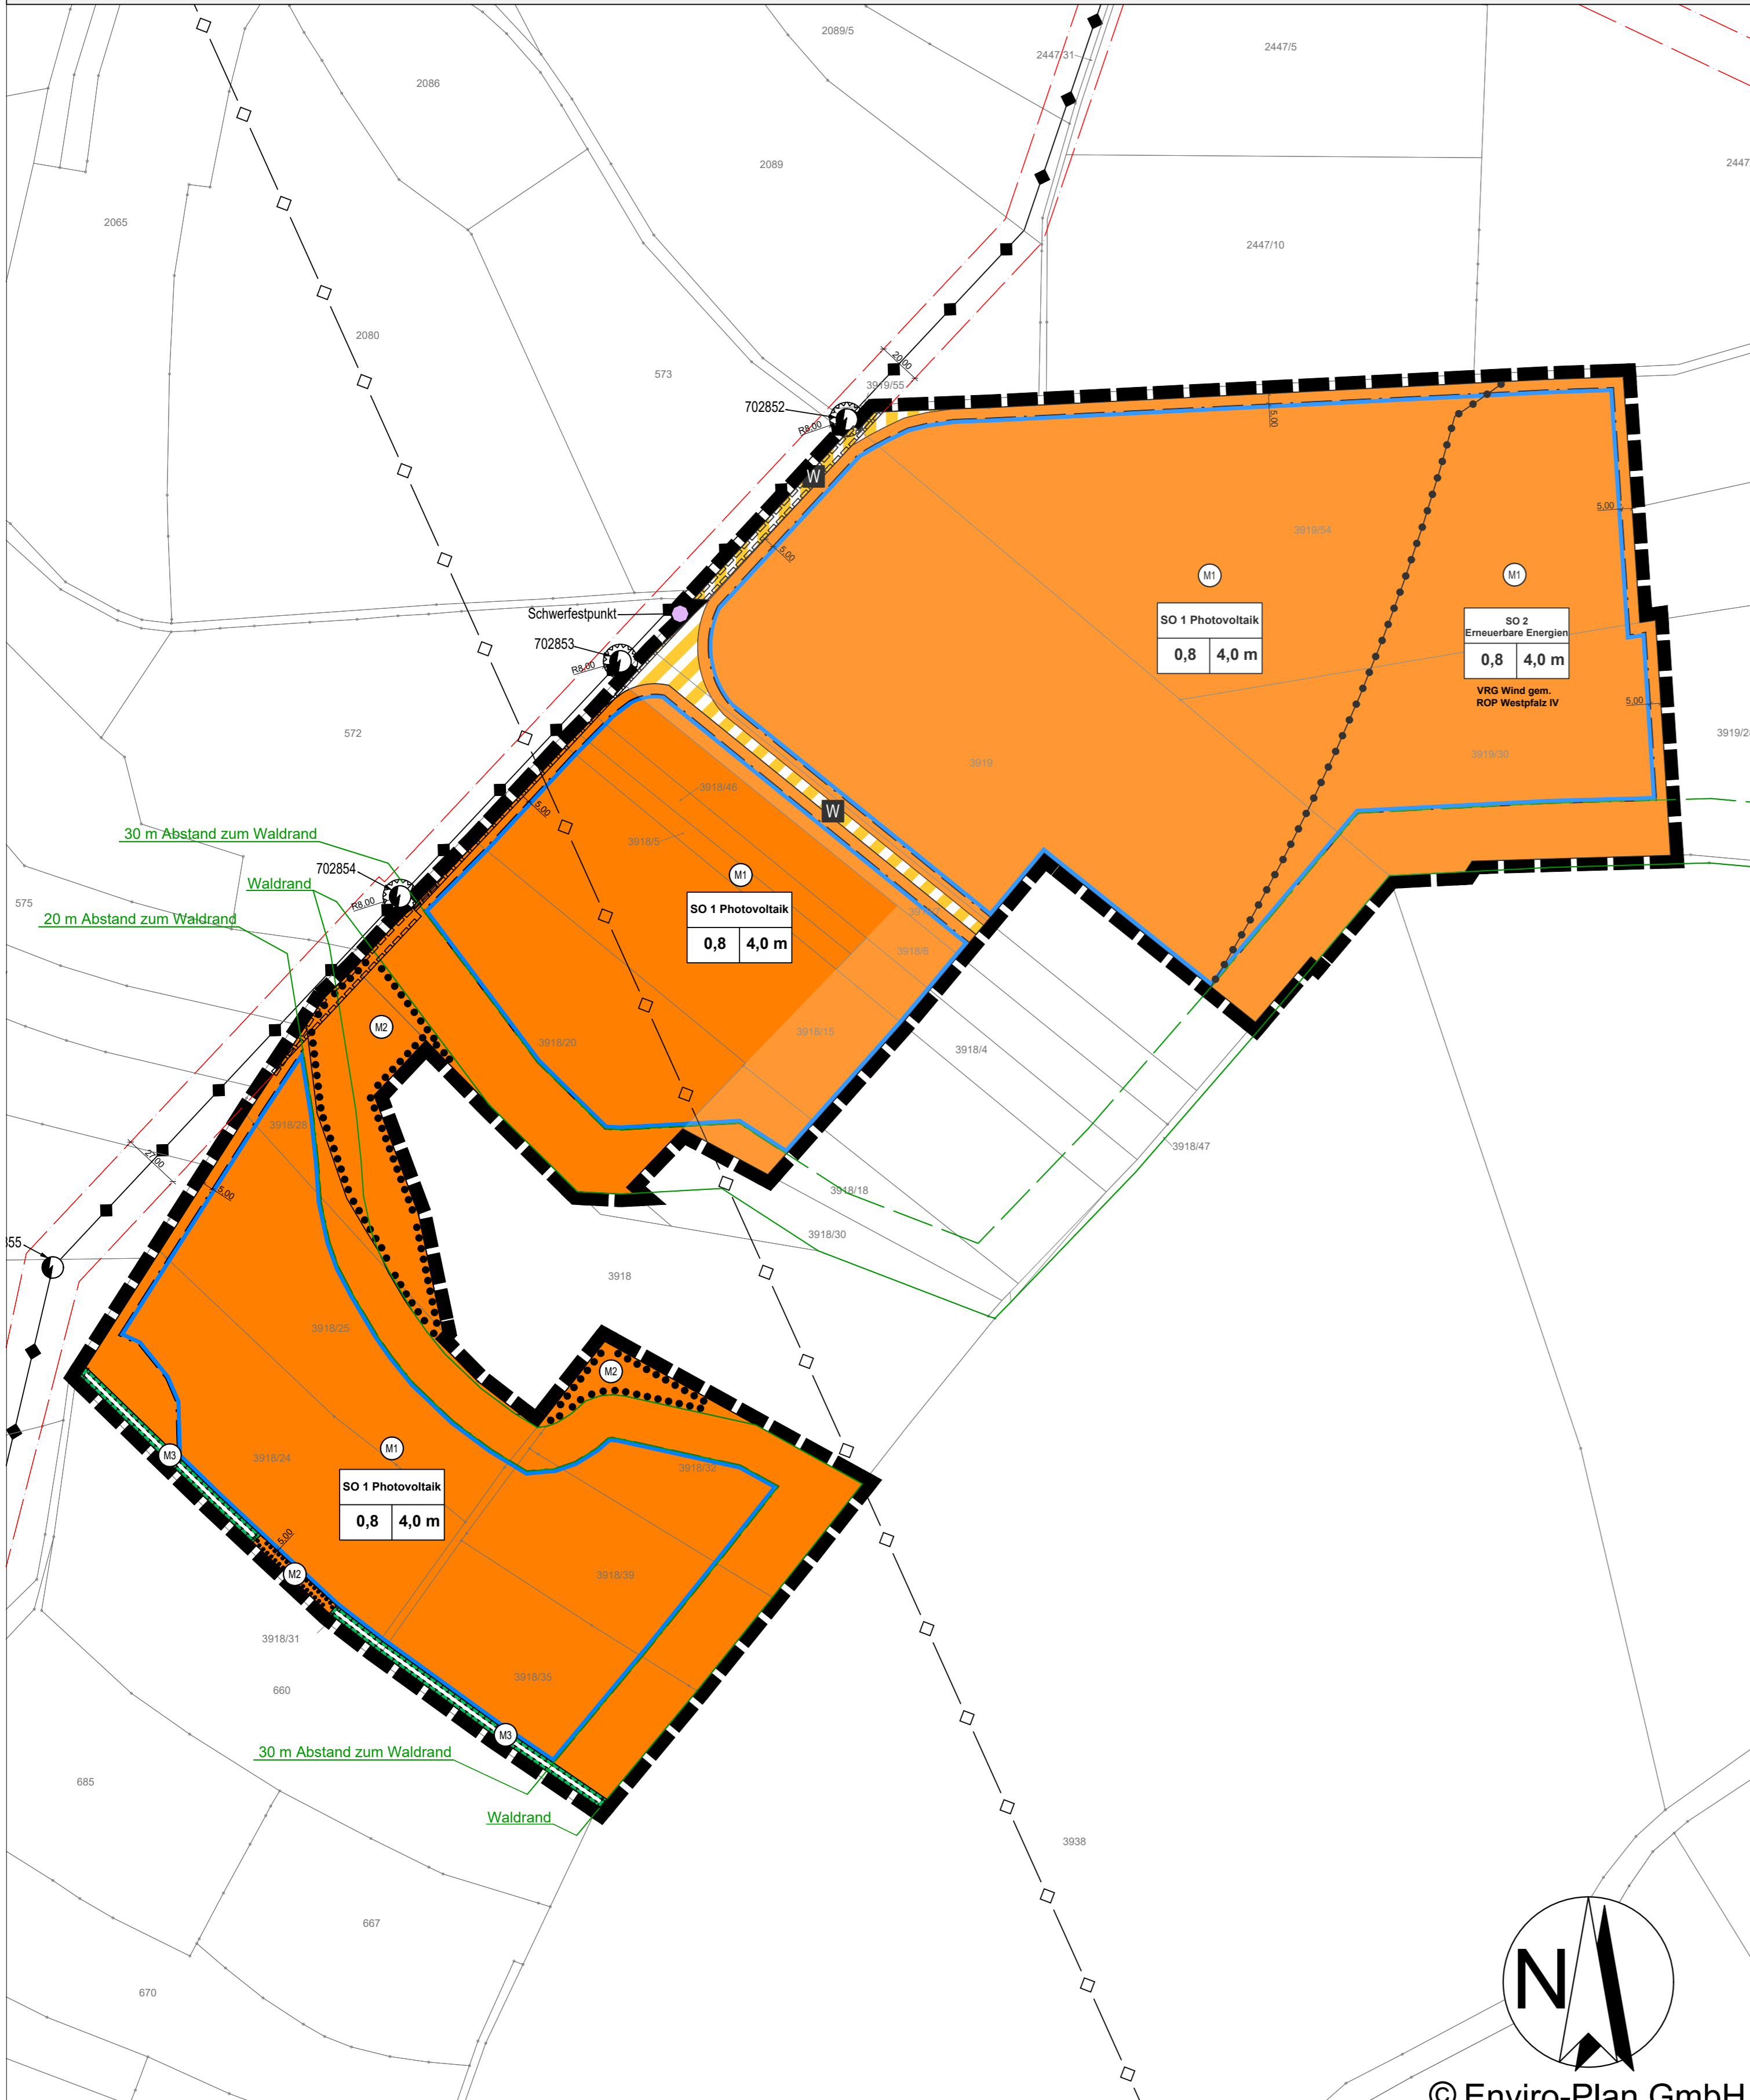 2089/5
2447/31
2447/5
2086
2089
2447
2065
2447/10
2080
573
20,00
3919/55
702852
R8.00
5,00
W
3919/54
5,00
5,00
M1
M1
Schwerfestpunkt
SO 1 Photovoltaik
0,8 4,0 m
SO 2
Erneuerbare Energien
0,8 4,0 m
VRG Wind gem.
ROP Westpfalz IV
702853
R8.00
5,00
572
3919
3919/30
3919/2
3918/46
5,00
W
30 m Abstand zum Waldrand
3918/5
702854
M1
Waldrand
R8.00
575
20 m Abstand zum Waldrand
SO 1 Photovoltaik
0,8 4,0 m
3918/6
M2
3918/15
3918/20
3918/4
3918/28
3918/47
27,00
5,00
3918/18
3918/30
355
3918
3918/25
M2
M1
M3
3918/24
3918/32
SO 1 Photovoltaik
0,8 4,0 m
5,00
M2
3918/39
3918/31
3918/35
660
M3
30 m Abstand zum Waldrand
685
Waldrand
3938
667
670
N
© Enviro-Plan GmbH